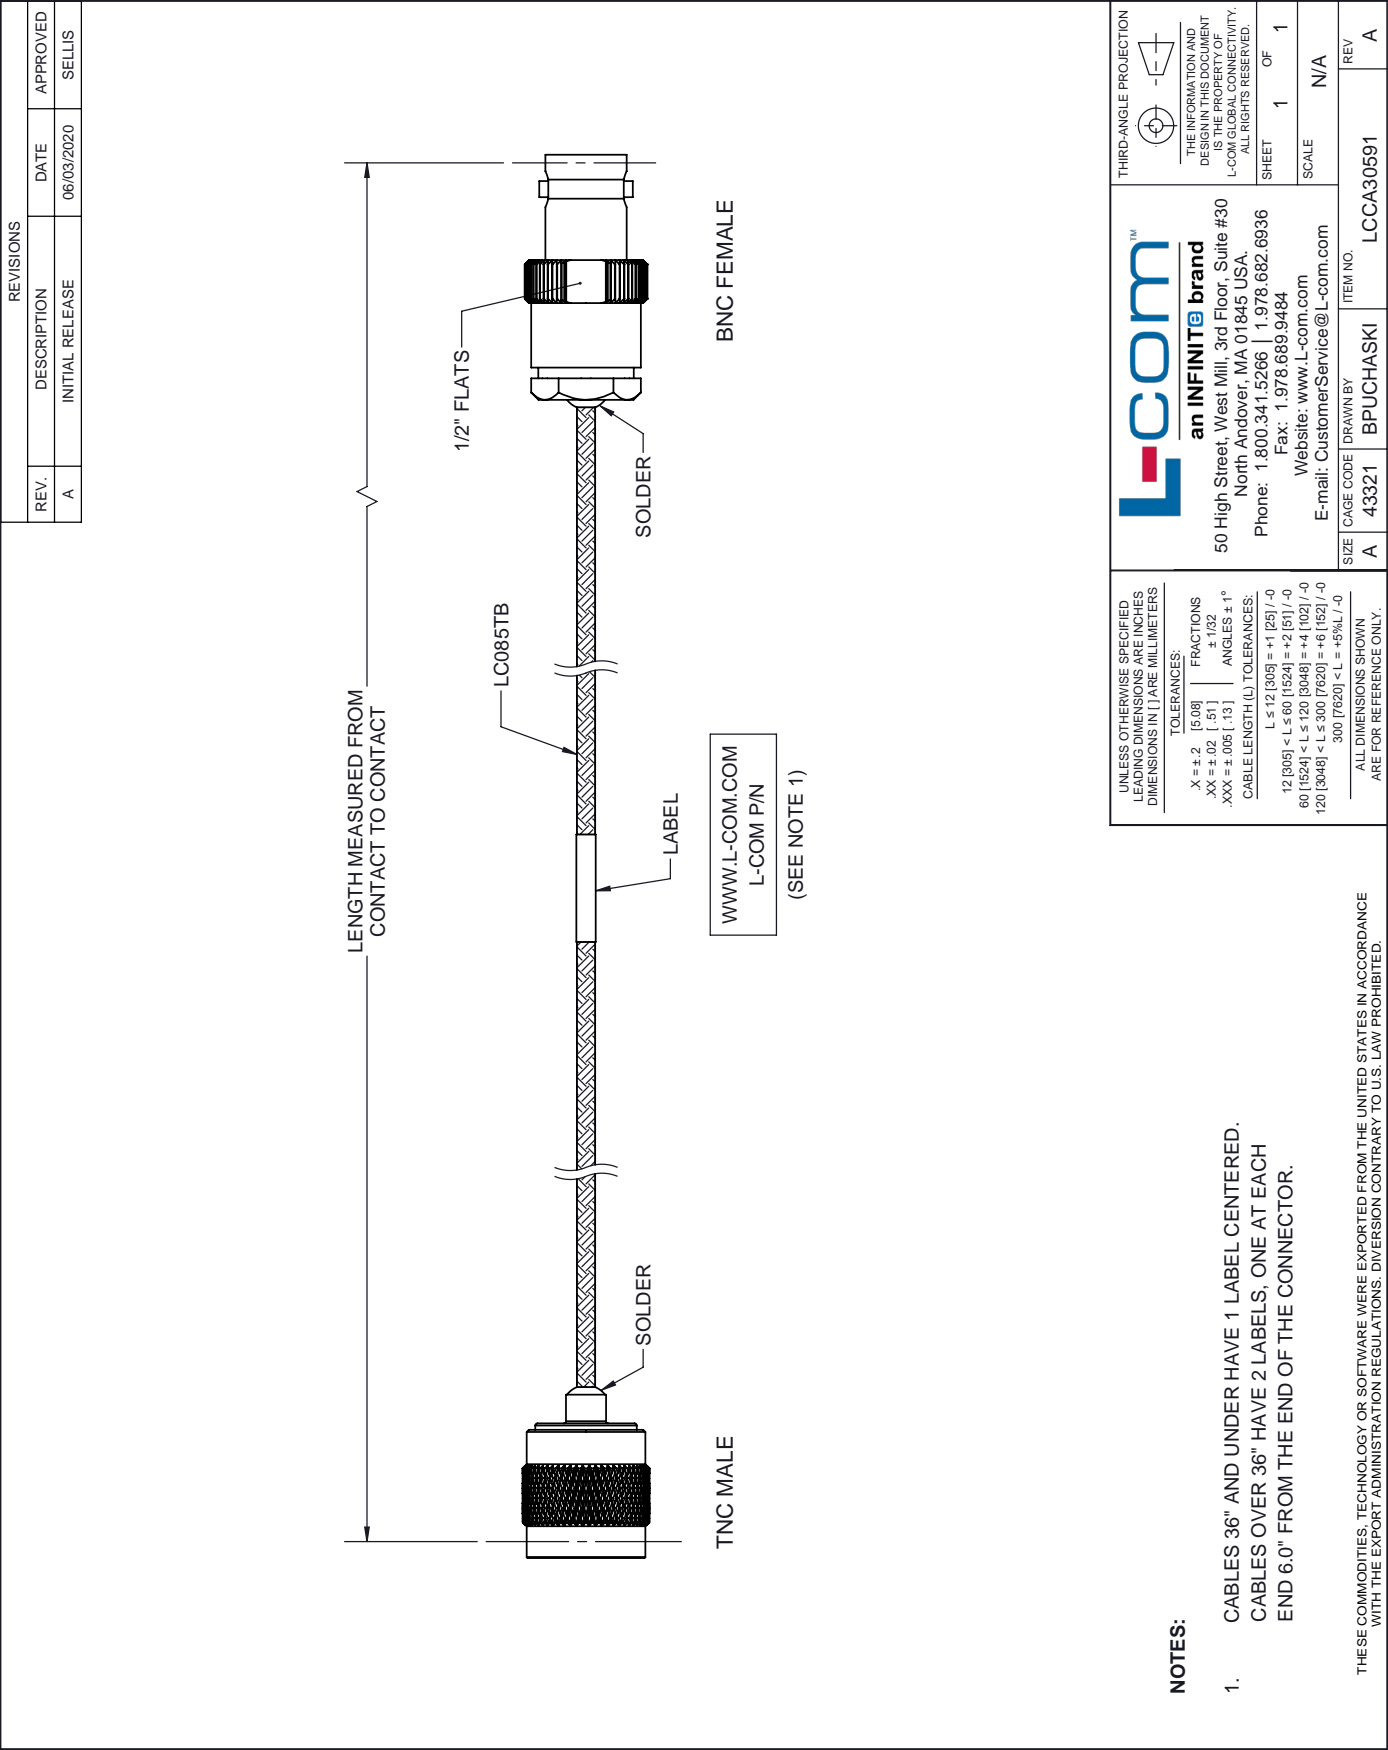 REVISIONS
REV. DESCRIPTION DATE APPROVED
A INITIAL RELEASE 06/03/2020 SELLIS
LENGTH MEASURED FROM
CONTACT TO CONTACT
1/2" FLATS
LC085TB
SOLDER
SOLDER
LABEL
TNC MALE
BNC FEMALE
WWW.L-COM.COM
L-COM P/N
(SEE NOTE 1)
NOTES:
1. CABLES 36" AND UNDER HAVE 1 LABEL CENTERED.
CABLES OVER 36" HAVE 2 LABELS, ONE AT EACH
END 6.0" FROM THE END OF THE CONNECTOR.
THESE COMMODITIES, TECHNOLOGY OR SOFTWARE WERE EXPORTED FROM THE UNITED STATES IN ACCORDANCE
WITH THE EXPORT ADMINISTRATION REGULATIONS. DIVERSION CONTRARY TO U.S. LAW PROHIBITED.
UNLESS OTHERWISE SPECIFIED
LEADING DIMENSIONS ARE INCHES
DIMENSIONS IN [ ] ARE MILLIMETERS
TOLERANCES:
.X = ±.2 [5.08] FRACTIONS
.XX = ±.02 [.51] ± 1/32
.XXX = ±.005 [.13] ANGLES ± 1°
CABLE LENGTH (L) TOLERANCES:
L ≤ 12 [305] = +1 [25] / -0
12 [305] < L ≤ 60 [1524] = +2 [51] / -0
60 [1524] < L ≤ 120 [3048] = +4 [102] / -0
120 [3048] < L ≤ 300 [7620] = +6 [152] / -0
300 [7620] < L = +5%L / -0
ALL DIMENSIONS SHOWN
ARE FOR REFERENCE ONLY.
L-com™
an INFINITe brand
50 High Street, West Mill, 3rd Floor, Suite #30
North Andover, MA 01845 USA.
Phone: 1.800.341.5266 | 1.978.682.6936
Fax: 1.978.689.9484
Website: www.L-com.com
E-mail: CustomerService@L-com.com
THIRD-ANGLE PROJECTION
THE INFORMATION AND
DESIGN IN THIS DOCUMENT
IS THE PROPERTY OF
L-COM GLOBAL CONNECTIVITY.
ALL RIGHTS RESERVED.
SHEET 1 OF 1
SCALE N/A
SIZE CAGE CODE DRAWN BY ITEM NO. REV
A 43321 BPUCHASKI LCCA30591 A